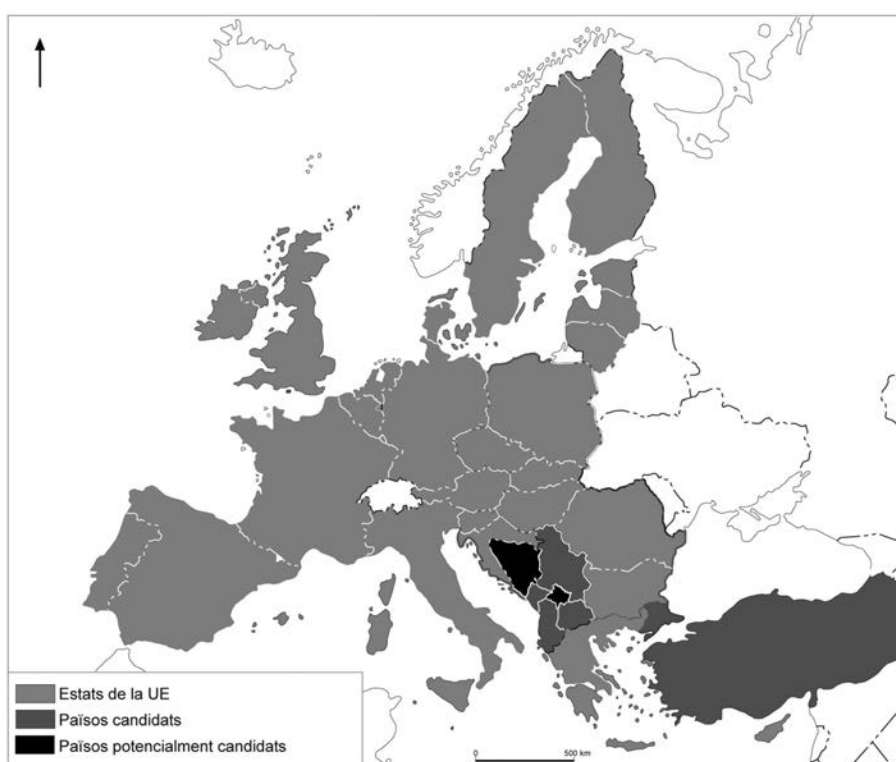 Estats de la UE
Països candidats
Països potencialment candidats
0 500 km